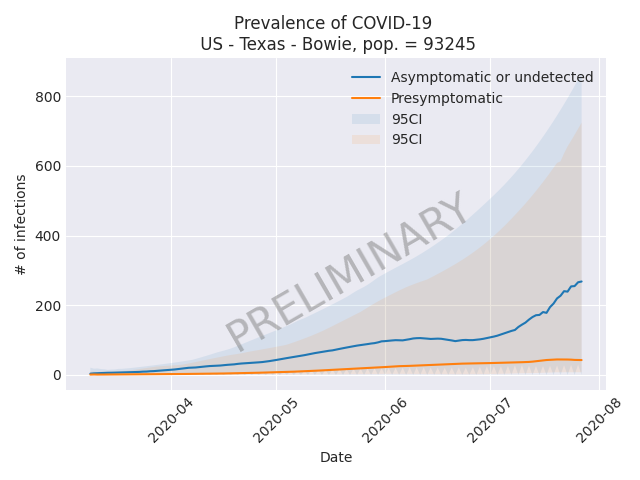 Prevalence of COVID-19
US - Texas - Bowie, pop. = 93245
Asymptomatic or undetected
Presymptomatic
95CI
95CI
800
600
400
200
0
# of infections
PRELIMINARY
2020-04
2020-05
2020-06
2020-07
2020-08
Date